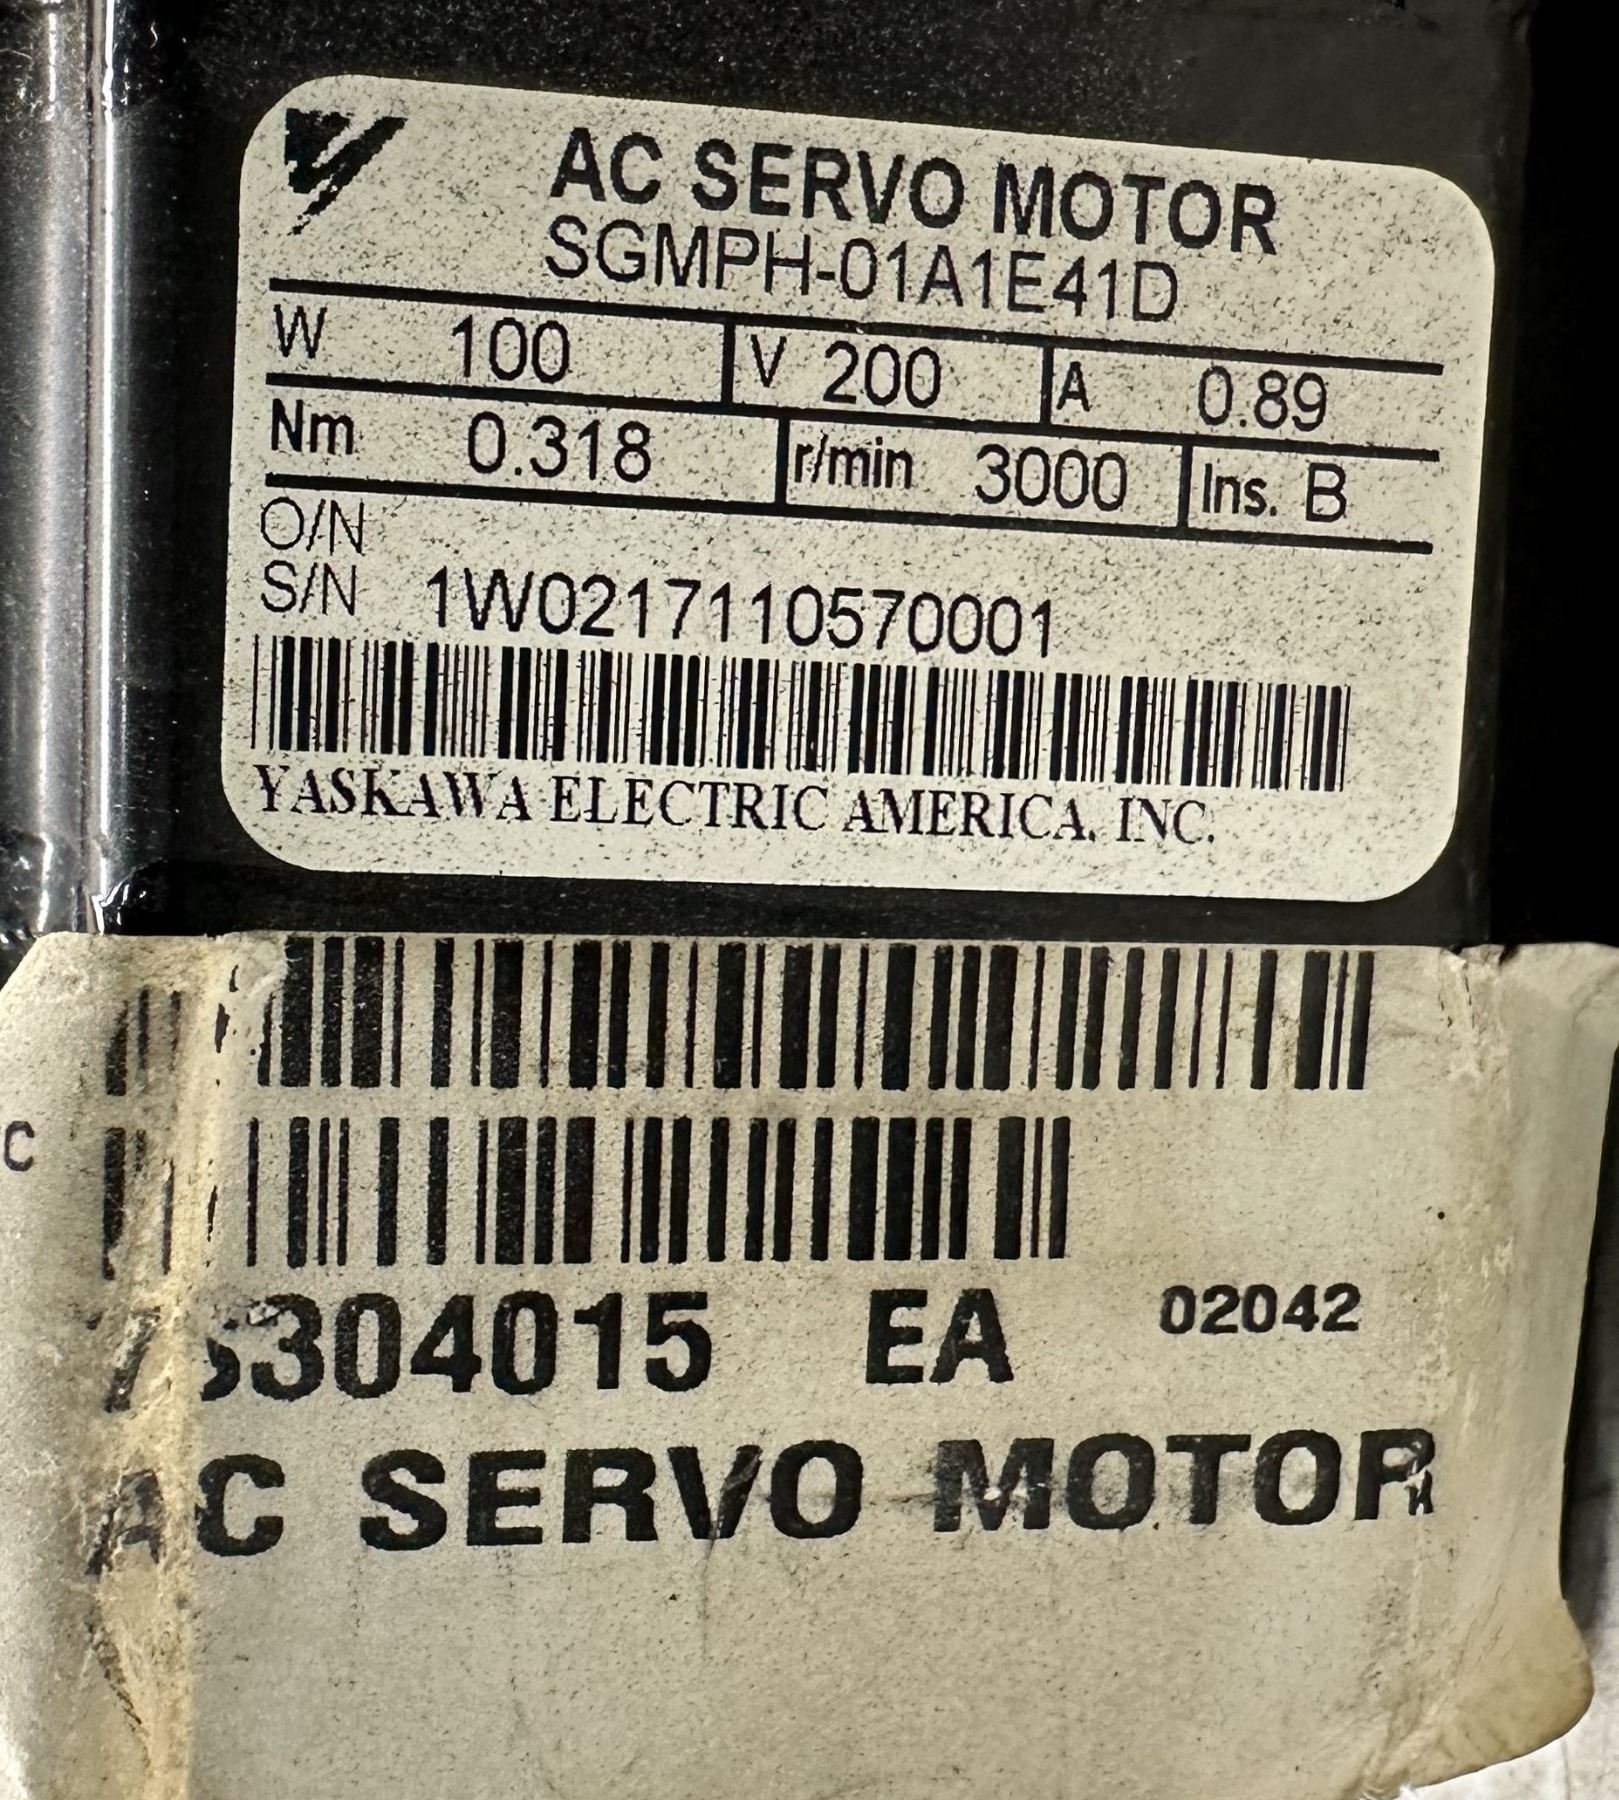 AC SERVO MOTOR
SGMPH-01A1E41D
W 100 V 200 A 0.89
Nm 0.318 r/min 3000 Ins. B
O/N
S/N 1W0217110570001
YASKAWA ELECTRIC AMERICA, INC.
C
EA 02042
AC SERVO MOTOR